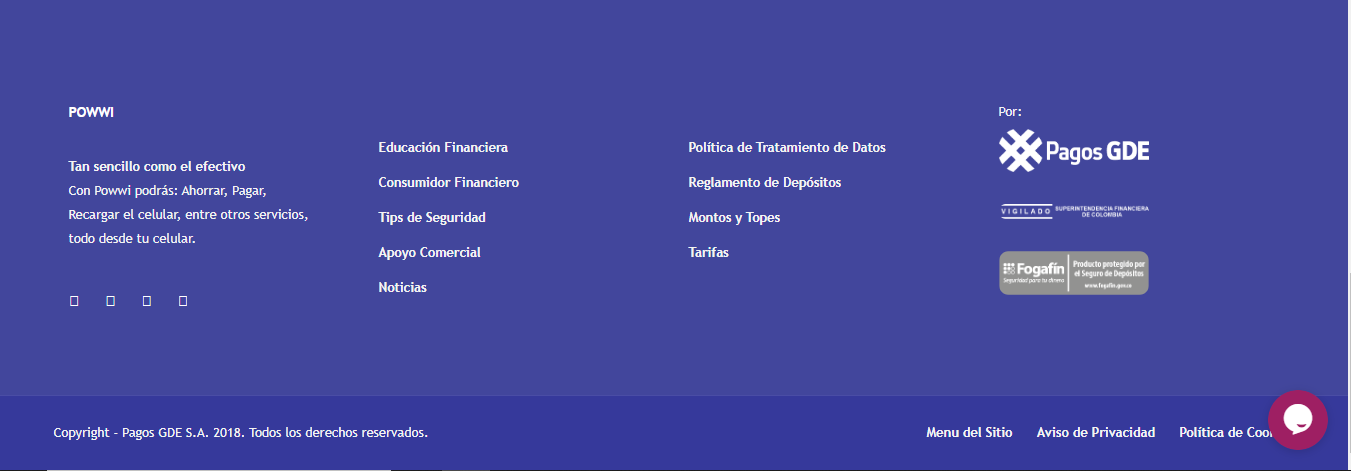 POWWI
Tan sencillo como el efectivo
Con Powwi podrás: Ahorrar, Pagar,
Recargar el celular, entre otros servicios,
todo desde tu celular.
Educación Financiera
Consumidor Financiero
Tips de Seguridad
Apoyo Comercial
Noticias
Política de Tratamiento de Datos
Reglamento de Depósitos
Montos y Topes
Tarifas
Por:
Pagos GDE
VIGILADO SUPERINTENDENCIA FINANCIERA
DE COLOMBIA
Fogafín
Seguridad para tu dinero
Producto protegido por
el Seguro de Depósitos
www.fogafin.gov.co
Copyright - Pagos GDE S.A. 2018. Todos los derechos reservados.
Menu del Sitio
Aviso de Privacidad
Política de Coo